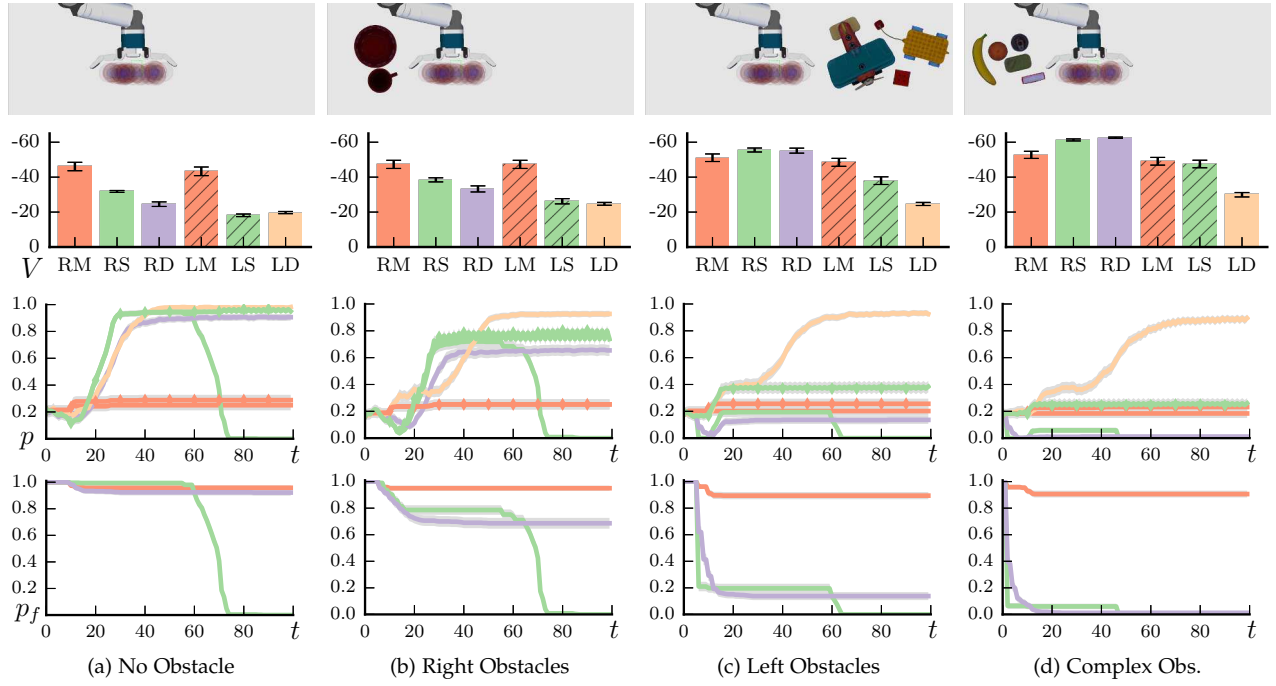 -60 -60 -60 -60
-40 -40 -40 -40
-20 -20 -20 -20
0 0 0 0
V RM RS RD LM LS LD RM RS RD LM LS LD RM RS RD LM LS LD RM RS RD LM LS LD
1.0 1.0 1.0 1.0
0.8 0.8 0.8 0.8
0.6 0.6 0.6 0.6
0.4 0.4 0.4 0.4
0.2 0.2 0.2 0.2
p 0.0 0.0 0.0 0.0
0 20 40 60 80 t 0 20 40 60 80 t 0 20 40 60 80 t 0 20 40 60 80 t
1.0 1.0 1.0 1.0
0.8 0.8 0.8 0.8
0.6 0.6 0.6 0.6
0.4 0.4 0.4 0.4
0.2 0.2 0.2 0.2
p_f 0.0 0.0 0.0 0.0
0 20 40 60 80 t 0 20 40 60 80 t 0 20 40 60 80 t 0 20 40 60 80 t
(a) No Obstacle (b) Right Obstacles (c) Left Obstacles (d) Complex Obs.